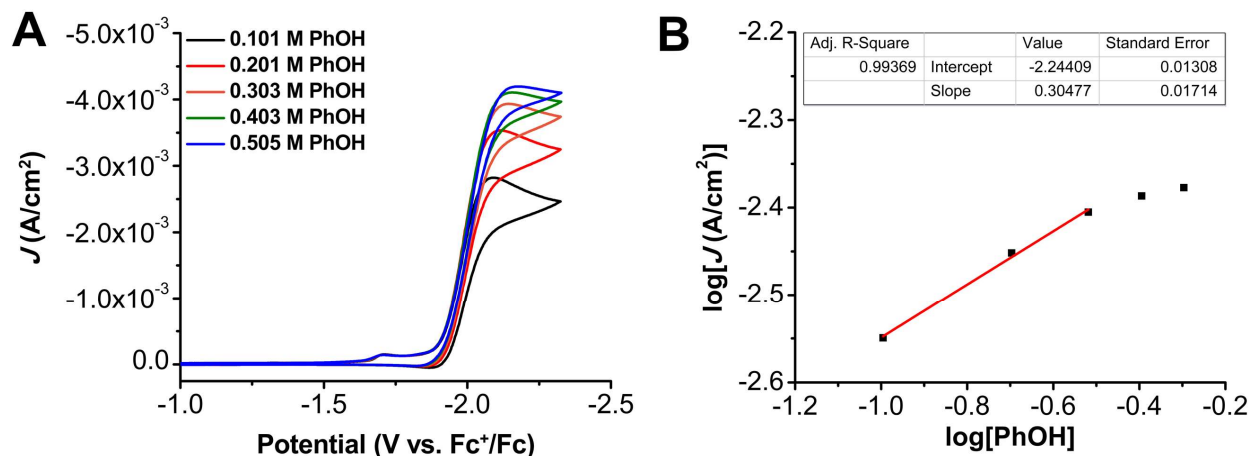 A
-5.0x10⁻³
-4.0x10⁻³
-3.0x10⁻³
-2.0x10⁻³
-1.0x10⁻³
0.0
J (A/cm²)
0.101 M PhOH
0.201 M PhOH
0.303 M PhOH
0.403 M PhOH
0.505 M PhOH
-1.0
-1.5
-2.0
-2.5
Potential (V vs. Fc⁺/Fc)
B
-2.2
-2.3
-2.4
-2.5
-2.6
log[J (A/cm²)]
Adj. R-Square Value Standard Error
0.99369 Intercept -2.24409 0.01308
Slope 0.30477 0.01714
-1.2 -1.0 -0.8 -0.6 -0.4 -0.2
log[PhOH]